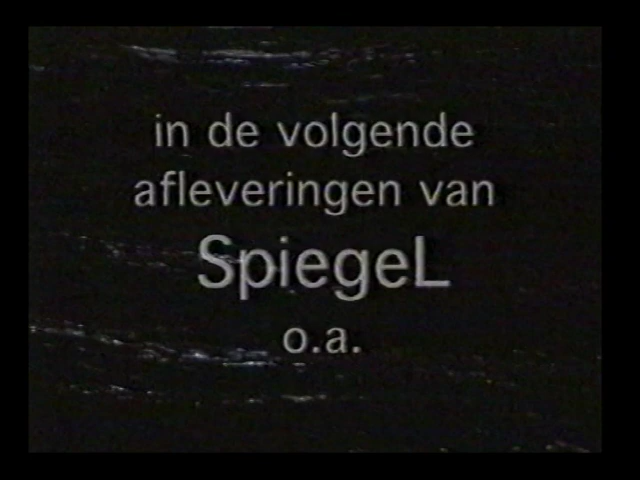 in de volgende
afleveringen van
SpiegeL
o.a.